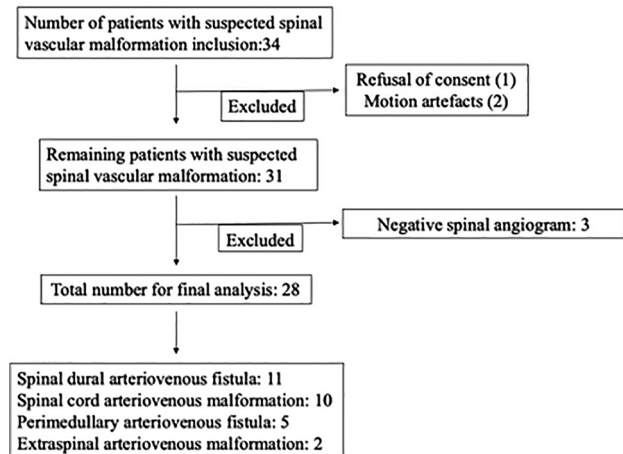 Number of patients with suspected spinal
vascular malformation inclusion:34
Refusal of consent (1)
Motion artefacts (2)
Excluded
Remaining patients with suspected
spinal vascular malformation: 31
Negative spinal angiogram: 3
Excluded
Total number for final analysis: 28
Spinal dural arteriovenous fistula: 11
Spinal cord arteriovenous malformation: 10
Perimedullary arteriovenous fistula: 5
Extraspinal arteriovenous malformation: 2